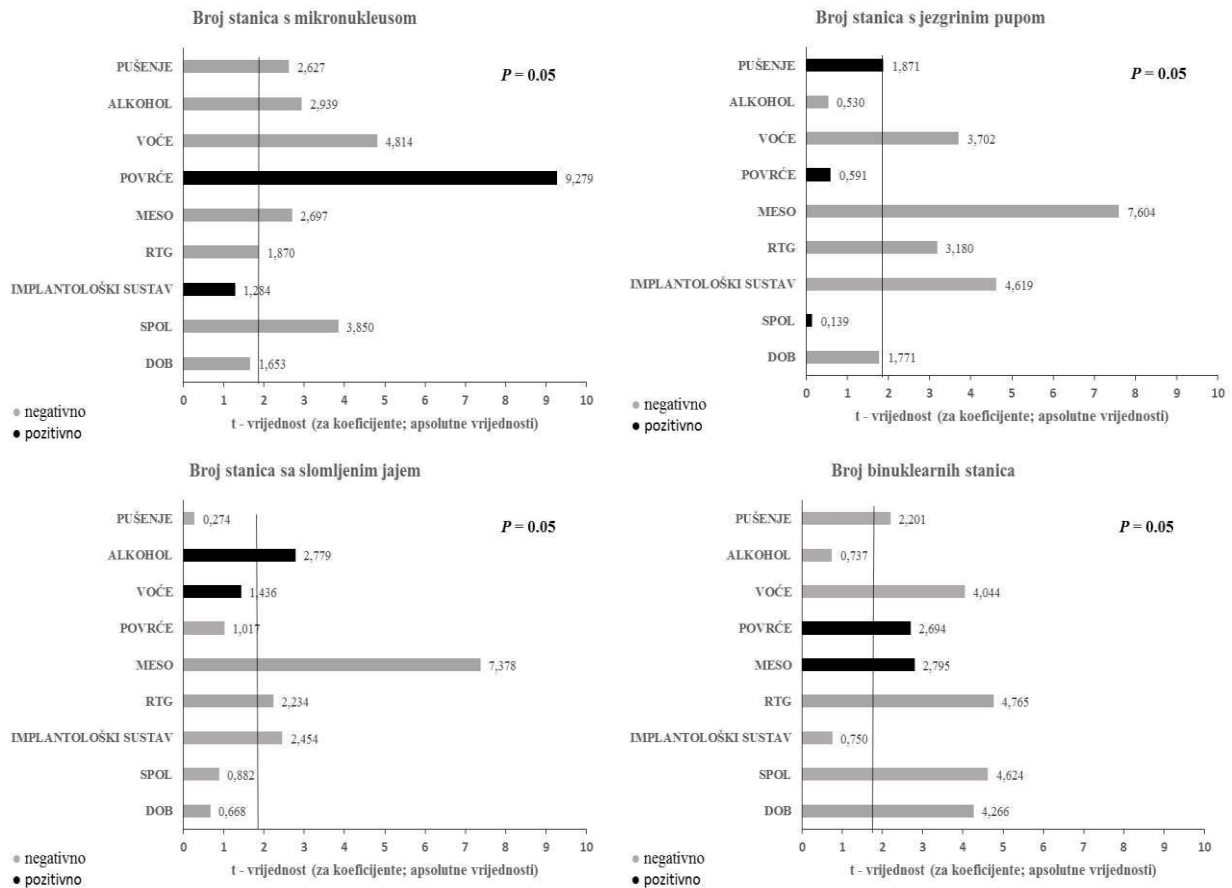 Broj stanica s mikronukleusom
P = 0.05
PUŠENJE 2,627
ALKOHOL 2,939
VOĆE 4,814
POVRĆE 9,279
MESO 2,697
RTG 1,870
IMPLANTOLOŠKI SUSTAV 1,284
SPOL 3,850
DOB 1,653
0 1 2 3 4 5 6 7 8 9 10
t - vrijednost (za koeficijente; apsolutne vrijednosti)
negativno
pozitivno
Broj stanica s jezgrinim pupom
P = 0.05
PUŠENJE 1,871
ALKOHOL 0,530
VOĆE 3,702
POVRĆE 0,591
MESO 7,604
RTG 3,180
IMPLANTOLOŠKI SUSTAV 4,619
SPOL 0,139
DOB 1,771
0 1 2 3 4 5 6 7 8 9 10
t - vrijednost (za koeficijente; apsolutne vrijednosti)
negativno
pozitivno
Broj stanica sa slomljenim jajem
P = 0.05
PUŠENJE 0,274
ALKOHOL 2,779
VOĆE 1,436
POVRĆE 1,017
MESO 7,378
RTG 2,234
IMPLANTOLOŠKI SUSTAV 2,454
SPOL 0,882
DOB 0,668
0 1 2 3 4 5 6 7 8 9 10
t - vrijednost (za koeficijente; apsolutne vrijednosti)
negativno
pozitivno
Broj binuklearnih stanica
P = 0.05
PUŠENJE 2,201
ALKOHOL 0,737
VOĆE 4,044
POVRĆE 2,694
MESO 2,795
RTG 4,765
IMPLANTOLOŠKI SUSTAV 0,750
SPOL 4,624
DOB 4,266
0 1 2 3 4 5 6 7 8 9 10
t - vrijednost (za koeficijente; apsolutne vrijednosti)
negativno
pozitivno